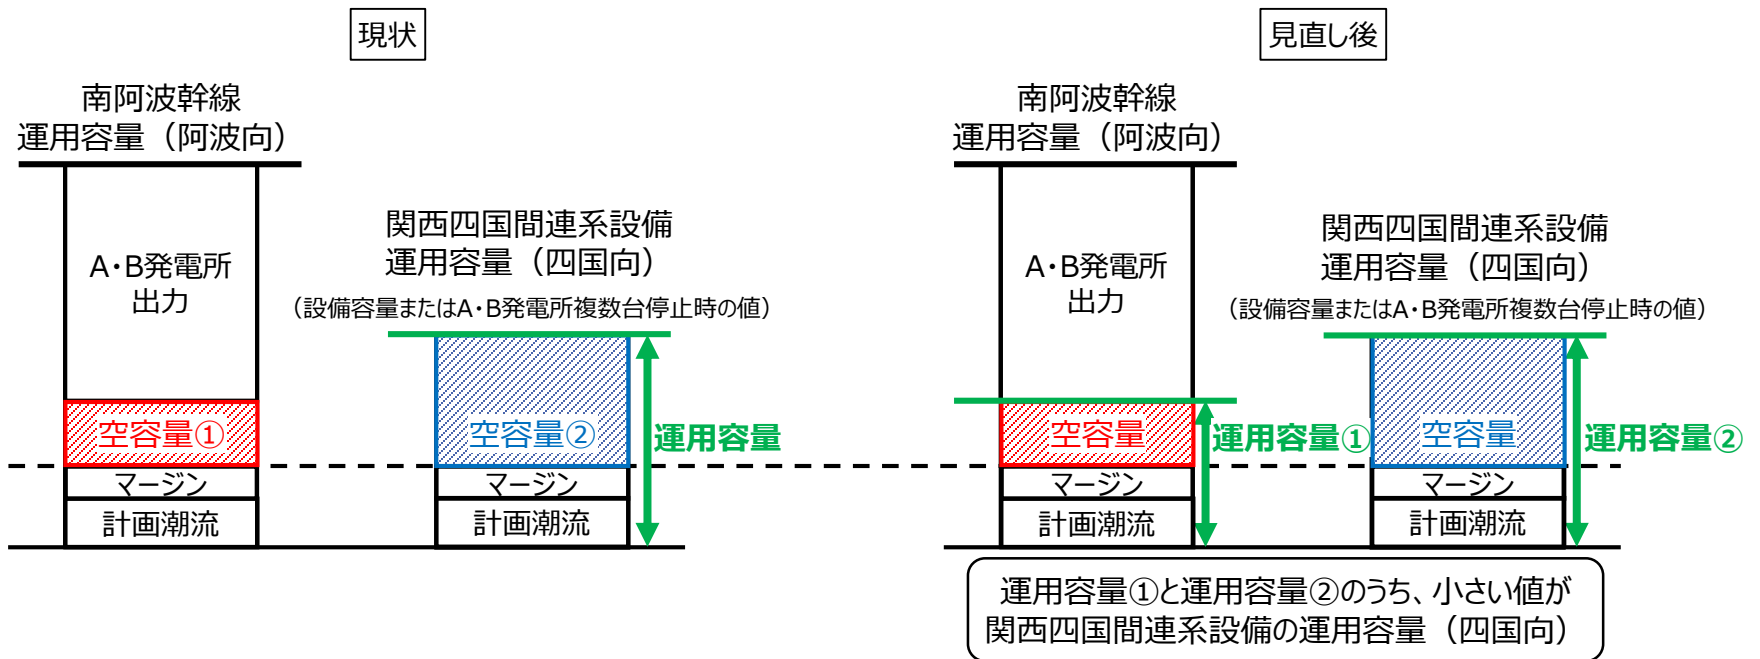 現状
南阿波幹線
運用容量（阿波向）
A・B発電所
出力
空容量①
マージン
計画潮流
関西四国間連系設備
運用容量（四国向）
（設備容量またはA・B発電所複数台停止時の値）
空容量②
運用容量
マージン
計画潮流
見直し後
南阿波幹線
運用容量（阿波向）
A・B発電所
出力
空容量
運用容量①
マージン
計画潮流
関西四国間連系設備
運用容量（四国向）
（設備容量またはA・B発電所複数台停止時の値）
空容量
運用容量②
マージン
計画潮流
運用容量①と運用容量②のうち、小さい値が
関西四国間連系設備の運用容量（四国向）